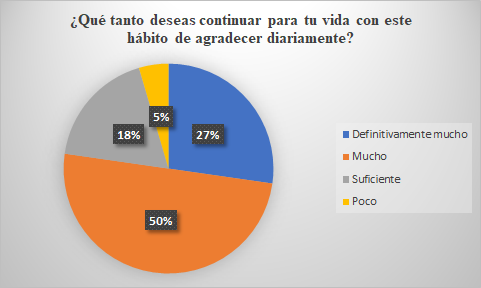 ¿Qué tanto deseas continuar para tu vida con este
hábito de agradecer diariamente?
5%
18%
27%
50%
Definitivamente mucho
Mucho
Suficiente
Poco